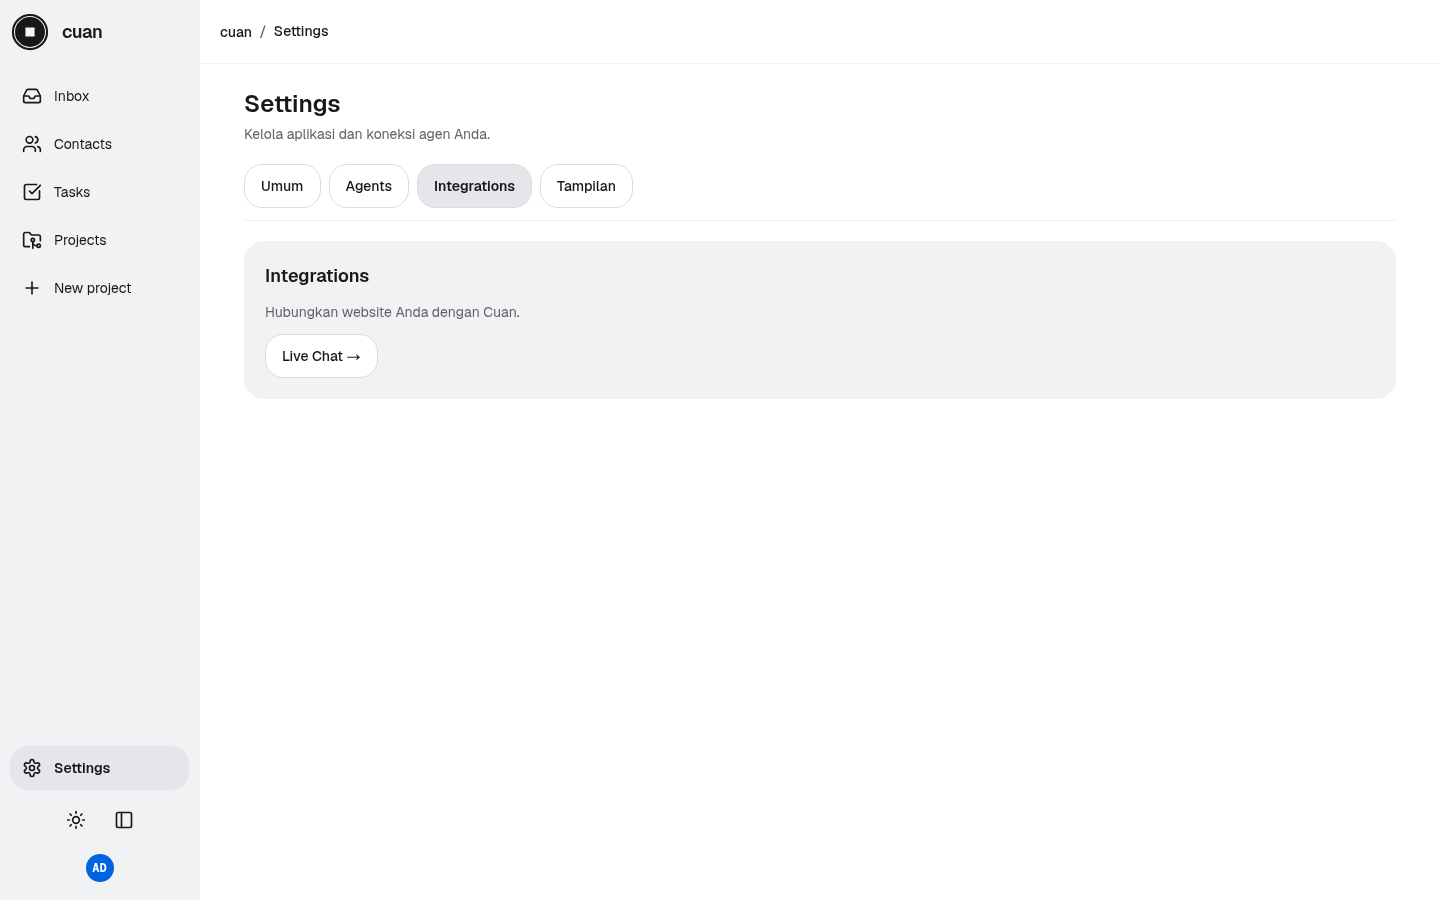 cuan
Inbox
Contacts
Tasks
Projects
New project
Settings
AD
cuan / Settings
Settings
Kelola aplikasi dan koneksi agen Anda.
Umum Agents Integrations Tampilan
Integrations
Hubungkan website Anda dengan Cuan.
Live Chat →